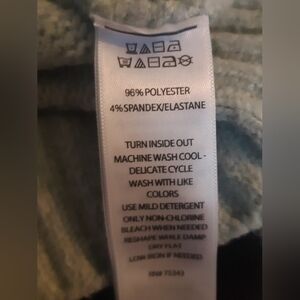 96% POLYESTER
4%SPANDEX/ELASTANE
TURN INSIDE OUT
MACHINE WASH COOL -
DELICATE CYCLE
WASH WITH LIKE
COLORS
USE MILD DETERGENT
ONLY NON-CHLORINE
BLEACH WHEN NEEDED
RESHAPE WHILE DAMP
DRY FLAT
LOW IRON IF NEEDED